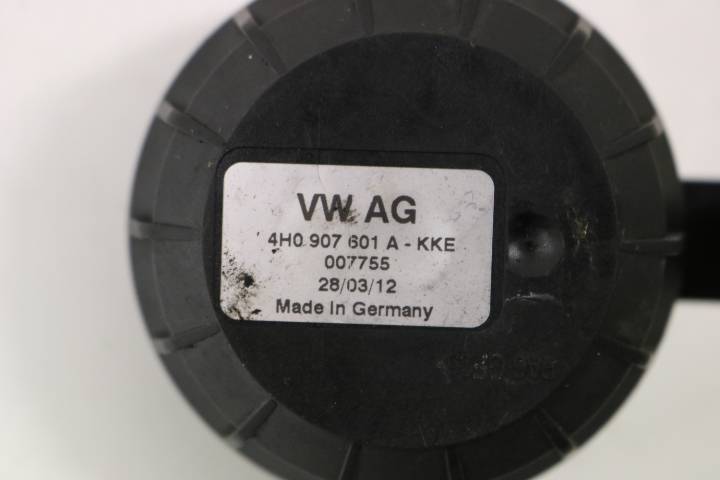 VW AG
4H0 907 601 A - KKE
007755
28/03/12
Made In Germany